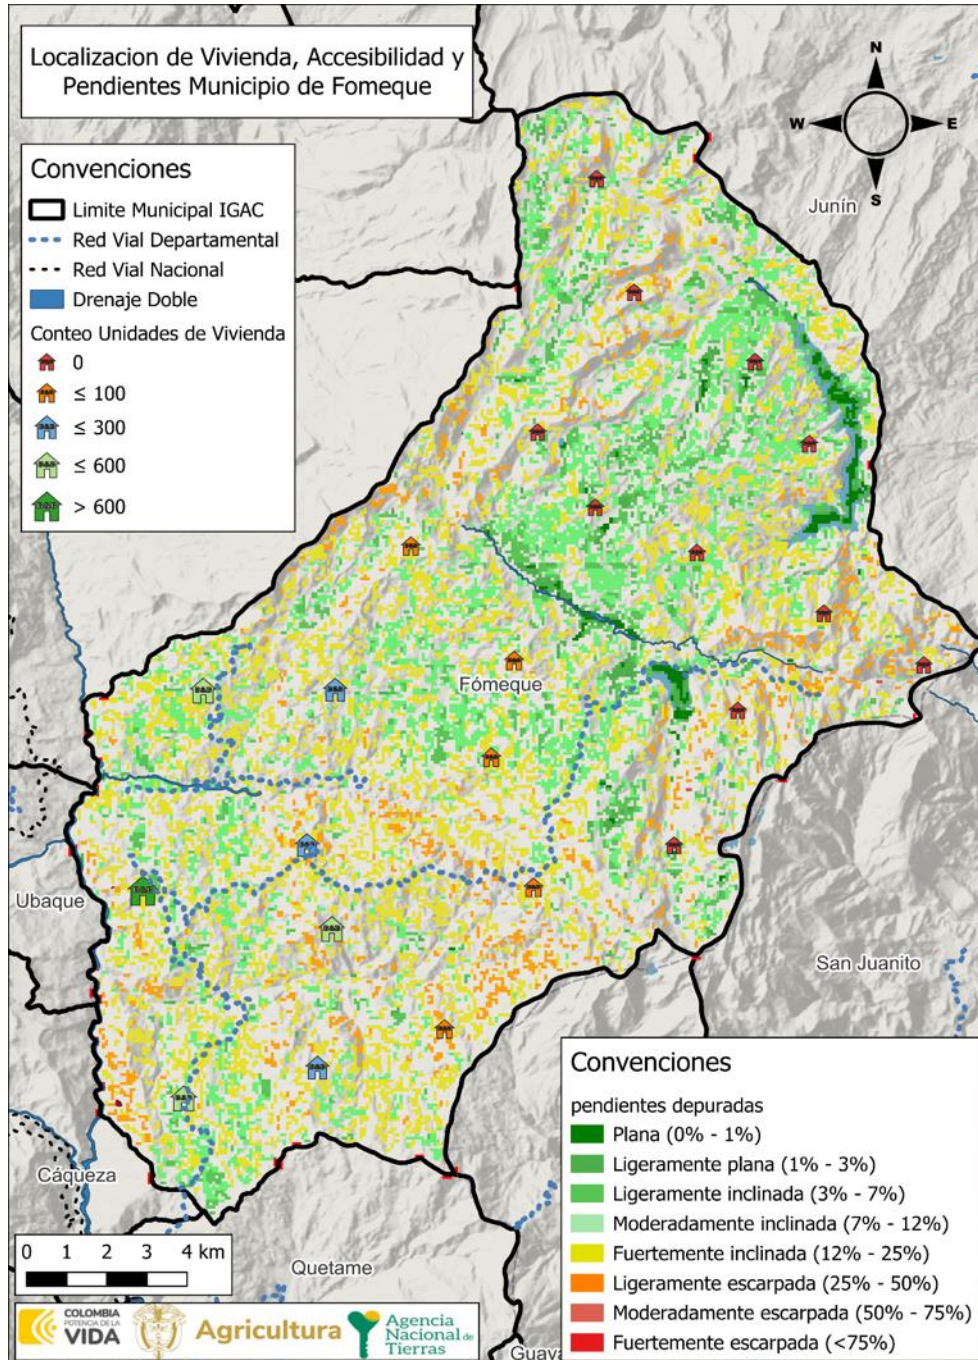 Localizacion de Vivienda, Accesibilidad y
Pendientes Municipio de Fomeque
N
W
E
S
Convenciones
Limite Municipal IGAC
Red Vial Departamental
Red Vial Nacional
Drenaje Doble
Conteo Unidades de Vivienda
0
≤ 100
≤ 300
≤ 600
> 600
Junín
Fómeque
Ubaque
San Juanito
Cáqueza
Quetame
Guava
Convenciones
pendientes depuradas
Plana (0% - 1%)
Ligeramente plana (1% - 3%)
Ligeramente inclinada (3% - 7%)
Moderadamente inclinada (7% - 12%)
Fuertemente inclinada (12% - 25%)
Ligeramente escarpada (25% - 50%)
Moderadamente escarpada (50% - 75%)
Fuertemente escarpada (<75%)
0 1 2 3 4 km
COLOMBIA
POTENCIA DE LA
VIDA
Agricultura
Agencia
Nacional de
Tierras